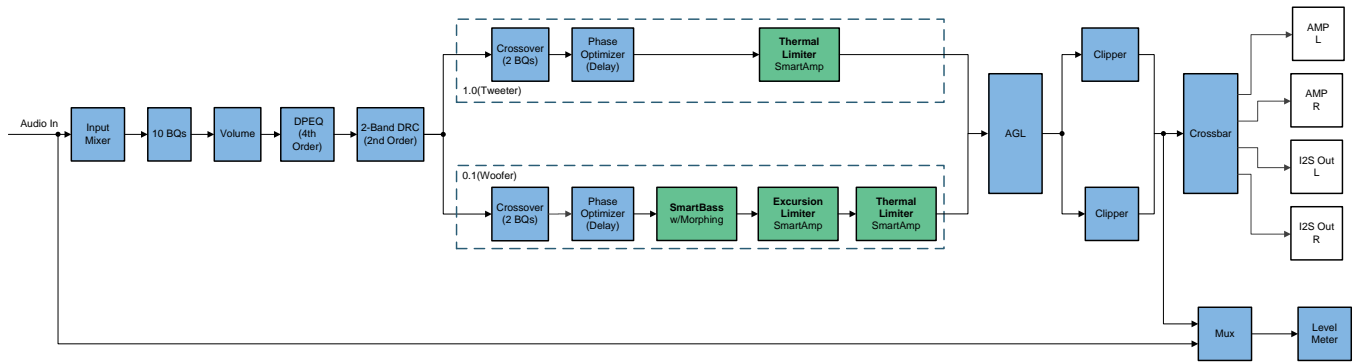 Audio In
Input
Mixer
10 BQs
Volume
DPEQ
(4th
Order)
2-Band DRC
(2nd Order)
Crossover
(2 BQs)
Phase
Optimizer
(Delay)
Thermal
Limiter
SmartAmp
1.0(Tweeter)
0.1(Woofer)
Crossover
(2 BQs)
Phase
Optimizer
(Delay)
SmartBass
w/Morphing
Excursion
Limiter
SmartAmp
Thermal
Limiter
SmartAmp
AGL
Clipper
Clipper
Crossbar
AMP
L
AMP
R
I2S Out
L
I2S Out
R
Mux
Level
Meter